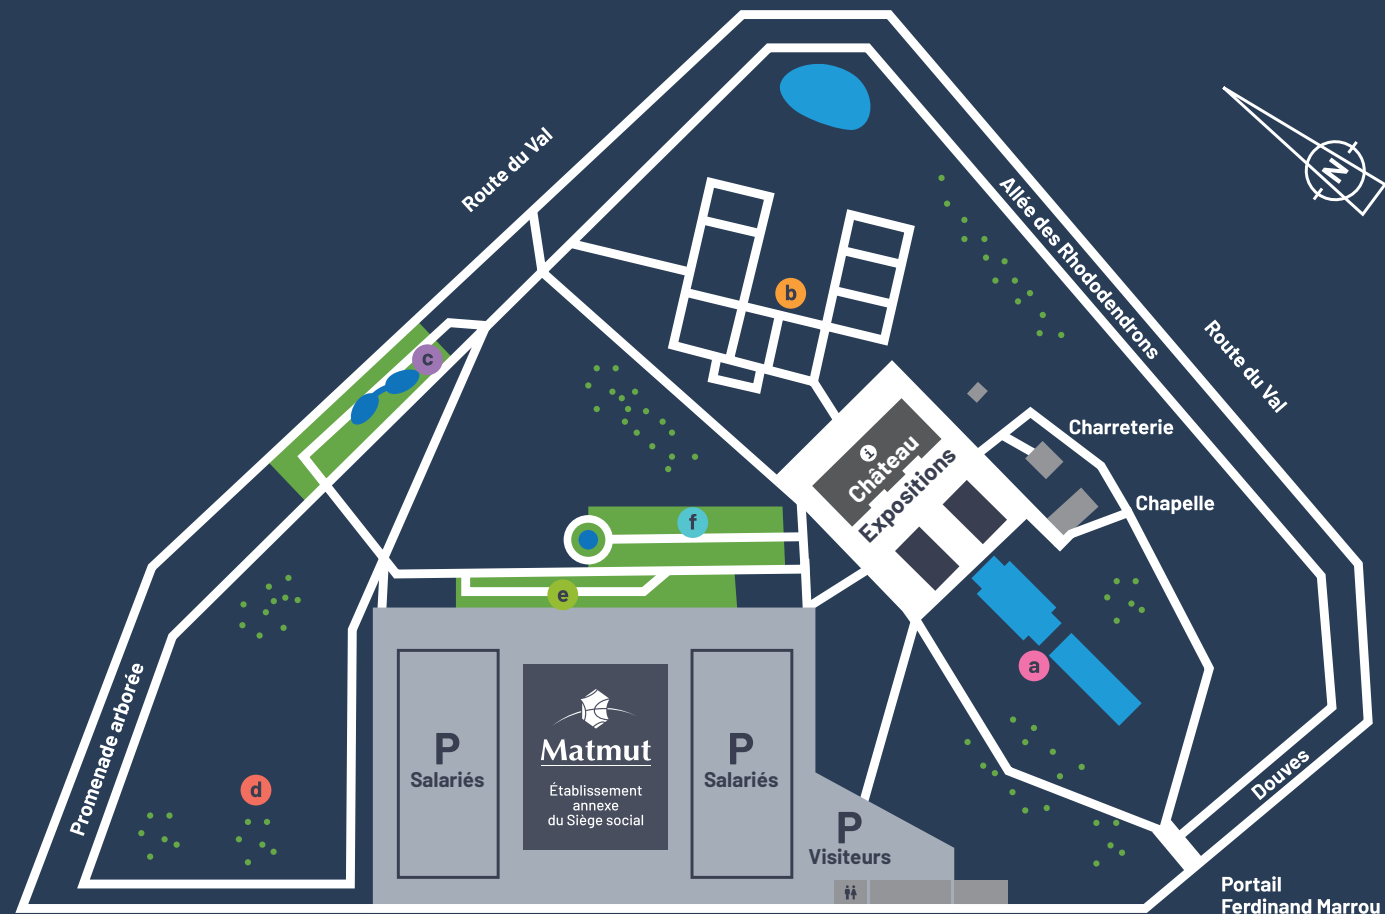 Route du Val
N
Allée des Rhododendrons
b
Route du Val
c
i
Château
Expositions
Charreterie
Chapelle
f
e
a
Promenade arborée
d
P
Salariés
Matmut
Établissement
annexe
du Siège social
P
Salariés
P
Visiteurs
Douves
Portail
Ferdinand Marrou